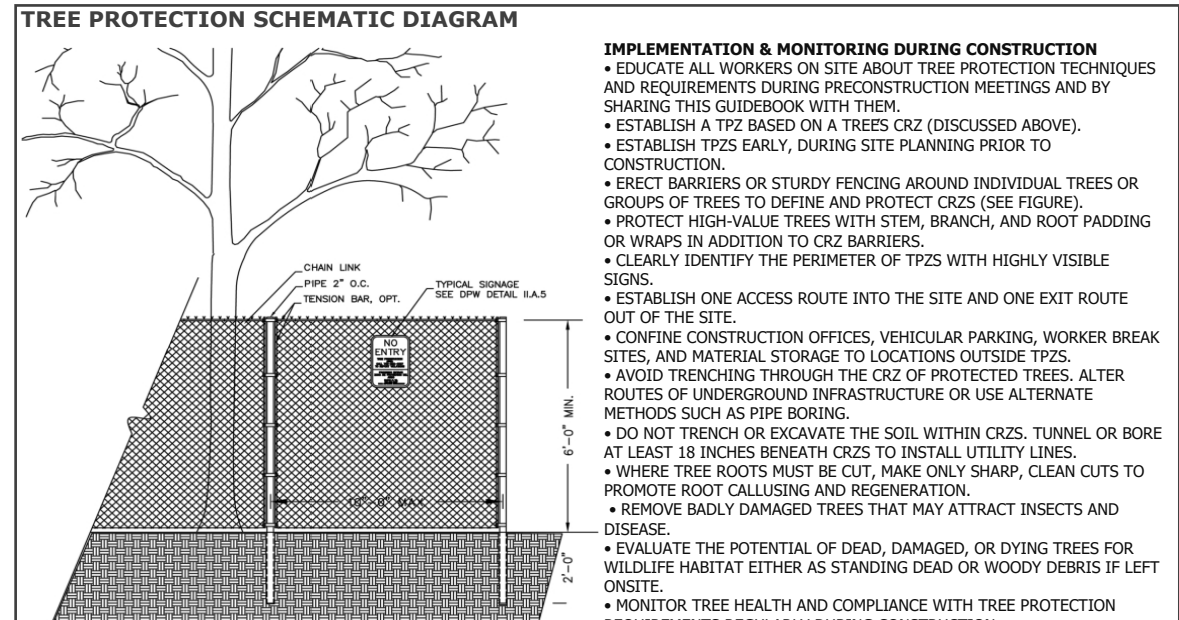 TREE PROTECTION SCHEMATIC DIAGRAM
CHAIN LINK
PIPE 2" O.C.
TENSION BAR, OPT.
TYPICAL SIGNAGE
SEE DPW DETAIL II.A.5
NO
ENTRY
6'-0" MIN.
10'-0" MAX
2'-0"
IMPLEMENTATION & MONITORING DURING CONSTRUCTION
• EDUCATE ALL WORKERS ON SITE ABOUT TREE PROTECTION TECHNIQUES
AND REQUIREMENTS DURING PRECONSTRUCTION MEETINGS AND BY
SHARING THIS GUIDEBOOK WITH THEM.
• ESTABLISH A TPZ BASED ON A TREE'S CRZ (DISCUSSED ABOVE).
• ESTABLISH TPZS EARLY, DURING SITE PLANNING PRIOR TO
CONSTRUCTION.
• ERECT BARRIERS OR STURDY FENCING AROUND INDIVIDUAL TREES OR
GROUPS OF TREES TO DEFINE AND PROTECT CRZS (SEE FIGURE).
• PROTECT HIGH-VALUE TREES WITH STEM, BRANCH, AND ROOT PADDING
OR WRAPS IN ADDITION TO CRZ BARRIERS.
• CLEARLY IDENTIFY THE PERIMETER OF TPZS WITH HIGHLY VISIBLE
SIGNS.
• ESTABLISH ONE ACCESS ROUTE INTO THE SITE AND ONE EXIT ROUTE
OUT OF THE SITE.
• CONFINE CONSTRUCTION OFFICES, VEHICULAR PARKING, WORKER BREAK
SITES, AND MATERIAL STORAGE TO LOCATIONS OUTSIDE TPZS.
• AVOID TRENCHING THROUGH THE CRZ OF PROTECTED TREES. ALTER
ROUTES OF UNDERGROUND INFRASTRUCTURE OR USE ALTERNATE
METHODS SUCH AS PIPE BORING.
• DO NOT TRENCH OR EXCAVATE THE SOIL WITHIN CRZS. TUNNEL OR BORE
AT LEAST 18 INCHES BENEATH CRZS TO INSTALL UTILITY LINES.
• WHERE TREE ROOTS MUST BE CUT, MAKE ONLY SHARP, CLEAN CUTS TO
PROMOTE ROOT CALLUSING AND REGENERATION.
• REMOVE BADLY DAMAGED TREES THAT MAY ATTRACT INSECTS AND
DISEASE.
• EVALUATE THE POTENTIAL OF DEAD, DAMAGED, OR DYING TREES FOR
WILDLIFE HABITAT EITHER AS STANDING DEAD OR WOODY DEBRIS IF LEFT
ONSITE.
• MONITOR TREE HEALTH AND COMPLIANCE WITH TREE PROTECTION
REQUIREMENTS REGULARLY DURING CONSTRUCTION